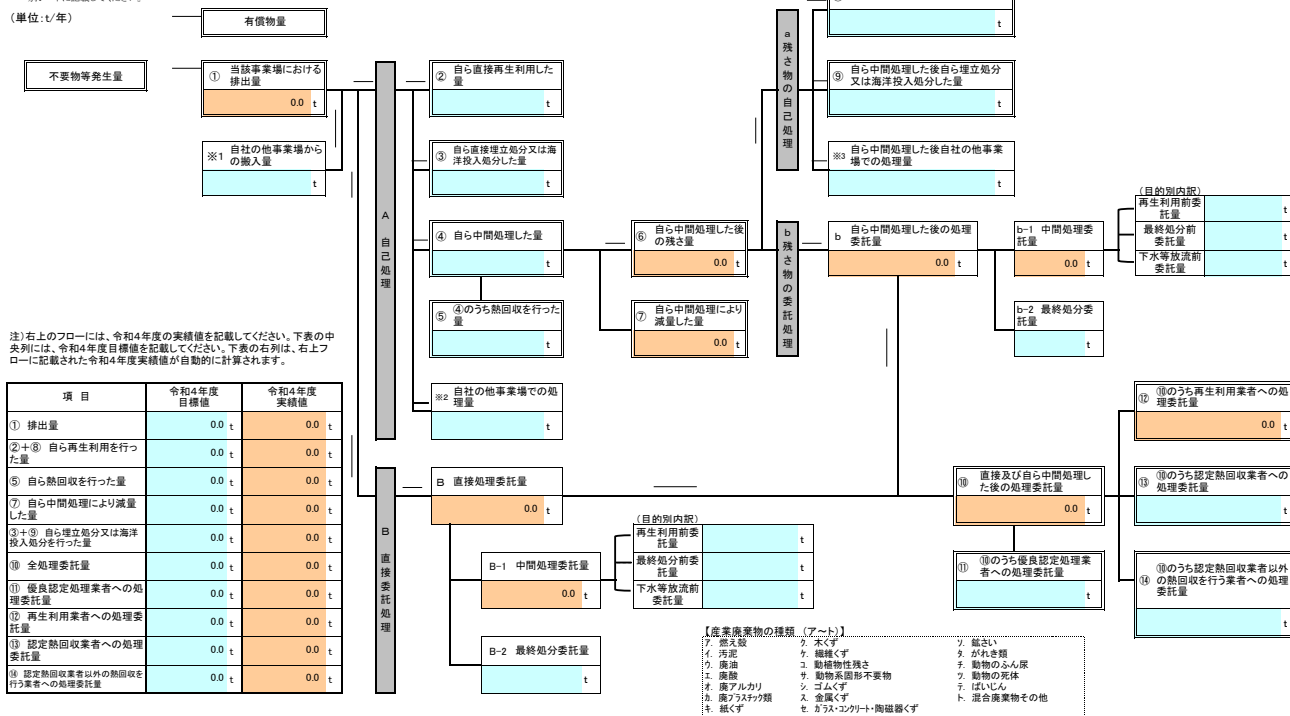 (単位:t/年)
有償物量
不要物等発生量
① 当該事業場における
排出量
0.0 t
※1 自社の他事業場から
の搬入量
t
A 自己処理
② 自ら直接再生利用した
量
t
③ 自ら直接埋立処分又は海
洋投入処分した量
t
④ 自ら中間処理した量
t
⑤ ④のうち熱回収を行った
量
t
※2 自社の他事業場での処
理量
t
⑥ 自ら中間処理した後
の残さ量
0.0 t
⑦ 自ら中間処理により
減量した量
0.0 t
a 残さ物の自己処理
t
⑨ 自ら中間処理した後自ら埋立処分
又は海洋投入処分した量
t
※3 自ら中間処理した後自社の他事業
場での処理量
t
b 残さ物の委託処理
b 自ら中間処理した後の処理
委託量
0.0 t
b-1 中間処理委
託量
0.0 t
b-2 最終処分委
託量
t
(目的別内訳)
再生利用前委
託量
t
最終処分前
委託量
t
下水等放流前
委託量
t
注)右上のフローには、令和4年度の実績値を記載してください。下表の中
央列には、令和4年度目標値を記載してください。下表の右列は、右上フ
ローに記載された令和4年度実績値が自動的に計算されます。
項 目 令和4年度
目標値 令和4年度
実績値
① 排出量 0.0 t 0.0 t
②+⑧ 自ら再生利用を行っ
た量 0.0 t 0.0 t
⑤ 自ら熱回収を行った量 0.0 t 0.0 t
⑦ 自ら中間処理により減量
した量 0.0 t 0.0 t
③+⑨ 自ら埋立処分又は海洋
投入処分を行った量 0.0 t 0.0 t
⑩ 全処理委託量 0.0 t 0.0 t
⑪ 優良認定処理業者への処
理委託量 0.0 t 0.0 t
⑫ 再生利用業者への処理委
託量 0.0 t 0.0 t
⑬ 認定熱回収業者への処理
委託量 0.0 t 0.0 t
⑭ 認定熱回収業者以外の熱回収を
行う業者への処理委託量 0.0 t 0.0 t
B 直接委託処理
B 直接処理委託量
0.0 t
B-1 中間処理委託量
0.0 t
B-2 最終処分委託量
t
(目的別内訳)
再生利用前委
託量
t
最終処分前委
託量
t
下水等放流前
委託量
t
⑩ 直接及び自ら中間処理し
た後の処理委託量
0.0 t
⑪ ⑩のうち優良認定処理業
者への処理委託量
t
⑫ ⑩のうち再生利用業者への処
理委託量
0.0 t
⑬ ⑩のうち認定熱回収業者への
処理委託量
t
⑭ ⑩のうち認定熱回収業者以外
の熱回収を行う業者への処理
委託量
t
【産業廃棄物の種類 (ア~ト)】
ア. 燃え殻 ク. 木くず ソ. 鉱さい
イ. 汚泥 ケ. 繊維くず タ. がれき類
ウ. 廃油 コ. 動植物性残さ チ. 動物のふん尿
エ. 廃酸 サ. 動物系固形不要物 ツ. 動物の死体
オ. 廃アルカリ シ. ゴムくず テ. ばいじん
カ. 廃プラスチック類 ス. 金属くず ト. 混合廃棄物その他
キ. 紙くず セ. ガラス・コンクリート・陶磁器くず